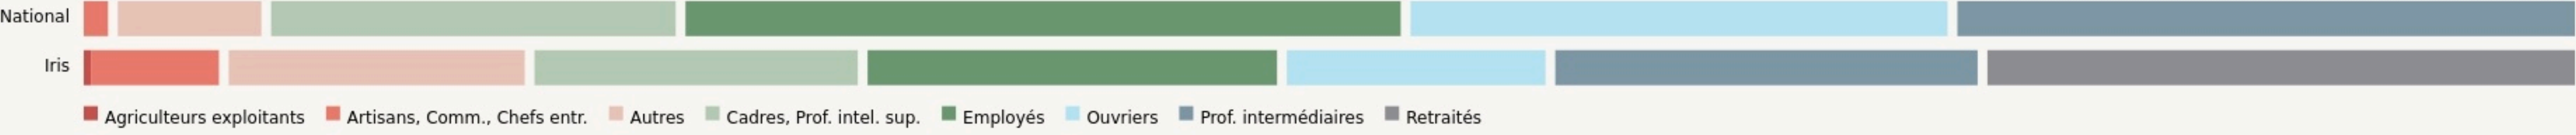 National
Iris
Agriculteurs exploitants Artisans, Comm., Chefs entr. Autres Cadres, Prof. intel. sup. Employés Ouvriers Prof. intermédiaires Retraités